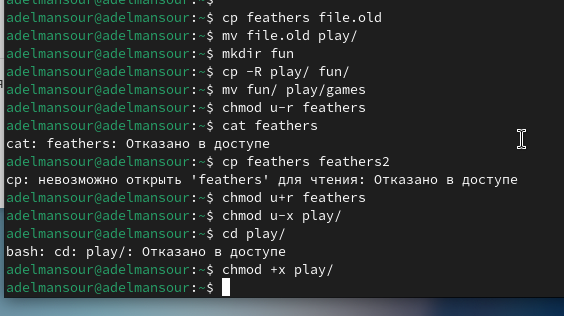 adelmansour@adelmansour:~$
adelmansour@adelmansour:~$ cp feathers file.old
adelmansour@adelmansour:~$ mv file.old play/
adelmansour@adelmansour:~$ mkdir fun
adelmansour@adelmansour:~$ cp -R play/ fun/
adelmansour@adelmansour:~$ mv fun/ play/games
adelmansour@adelmansour:~$ chmod u-r feathers
adelmansour@adelmansour:~$ cat feathers
cat: feathers: Отказано в доступе
adelmansour@adelmansour:~$ cp feathers feathers2
cp: невозможно открыть 'feathers' для чтения: Отказано в доступе
adelmansour@adelmansour:~$ chmod u+r feathers
adelmansour@adelmansour:~$ chmod u-x play/
adelmansour@adelmansour:~$ cd play/
bash: cd: play/: Отказано в доступе
adelmansour@adelmansour:~$ chmod +x play/
adelmansour@adelmansour:~$